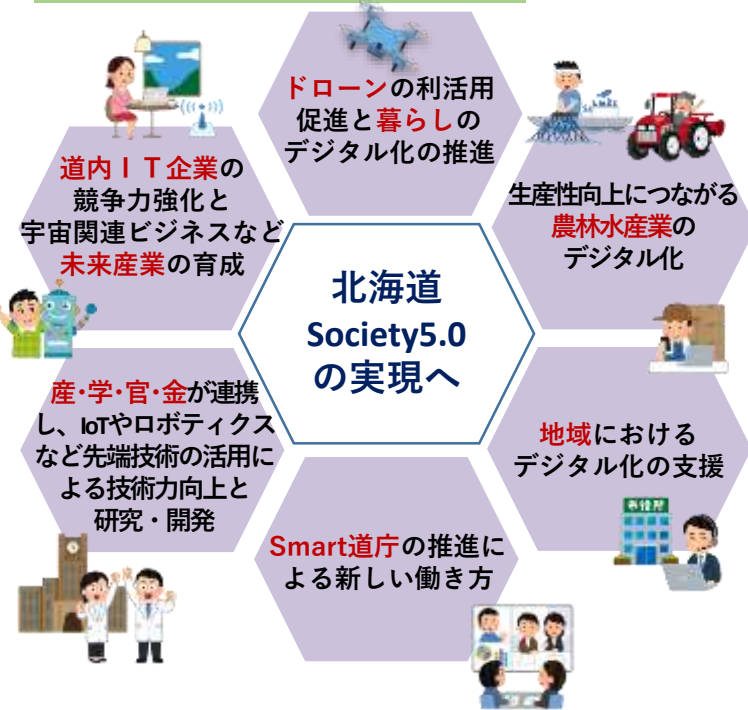 ドローンの利活用
促進と暮らしの
デジタル化の推進
生産性向上につながる
農林水産業の
デジタル化
地域における
デジタル化の支援
市役所
Smart道庁の推進に
よる新しい働き方
産・学・官・金が連携
し、IoTやロボティクス
など先端技術の活用に
よる技術力向上と
研究・開発
道内ＩＴ企業の
競争力強化と
宇宙関連ビジネスなど
未来産業の育成
北海道
Society5.0
の実現へ